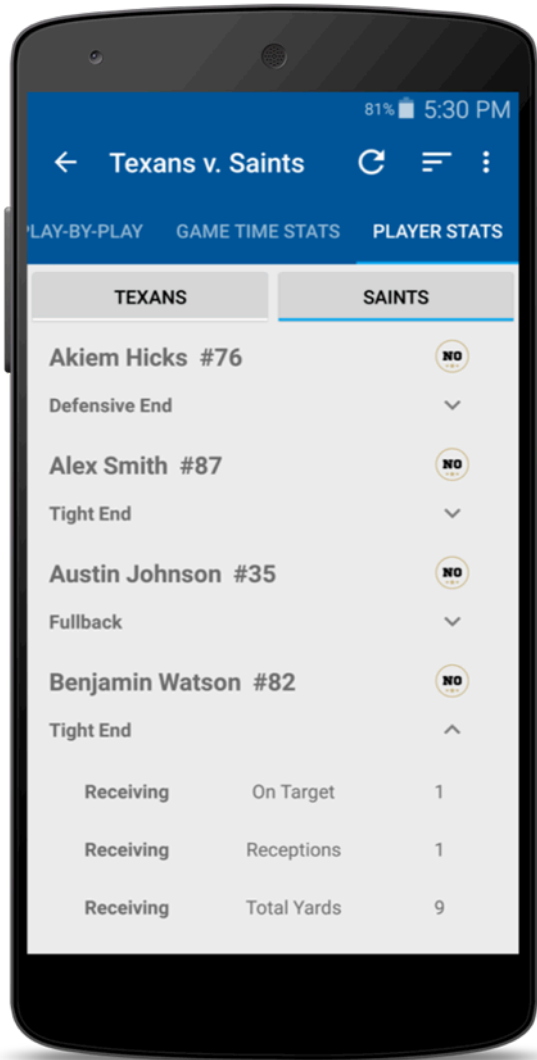 81% 5:30 PM
Texans v. Saints
PLAY-BY-PLAY GAME TIME STATS PLAYER STATS
TEXANS SAINTS
Akiem Hicks #76 NO
Defensive End
Alex Smith #87 NO
Tight End
Austin Johnson #35 NO
Fullback
Benjamin Watson #82 NO
Tight End
Receiving On Target 1
Receiving Receptions 1
Receiving Total Yards 9